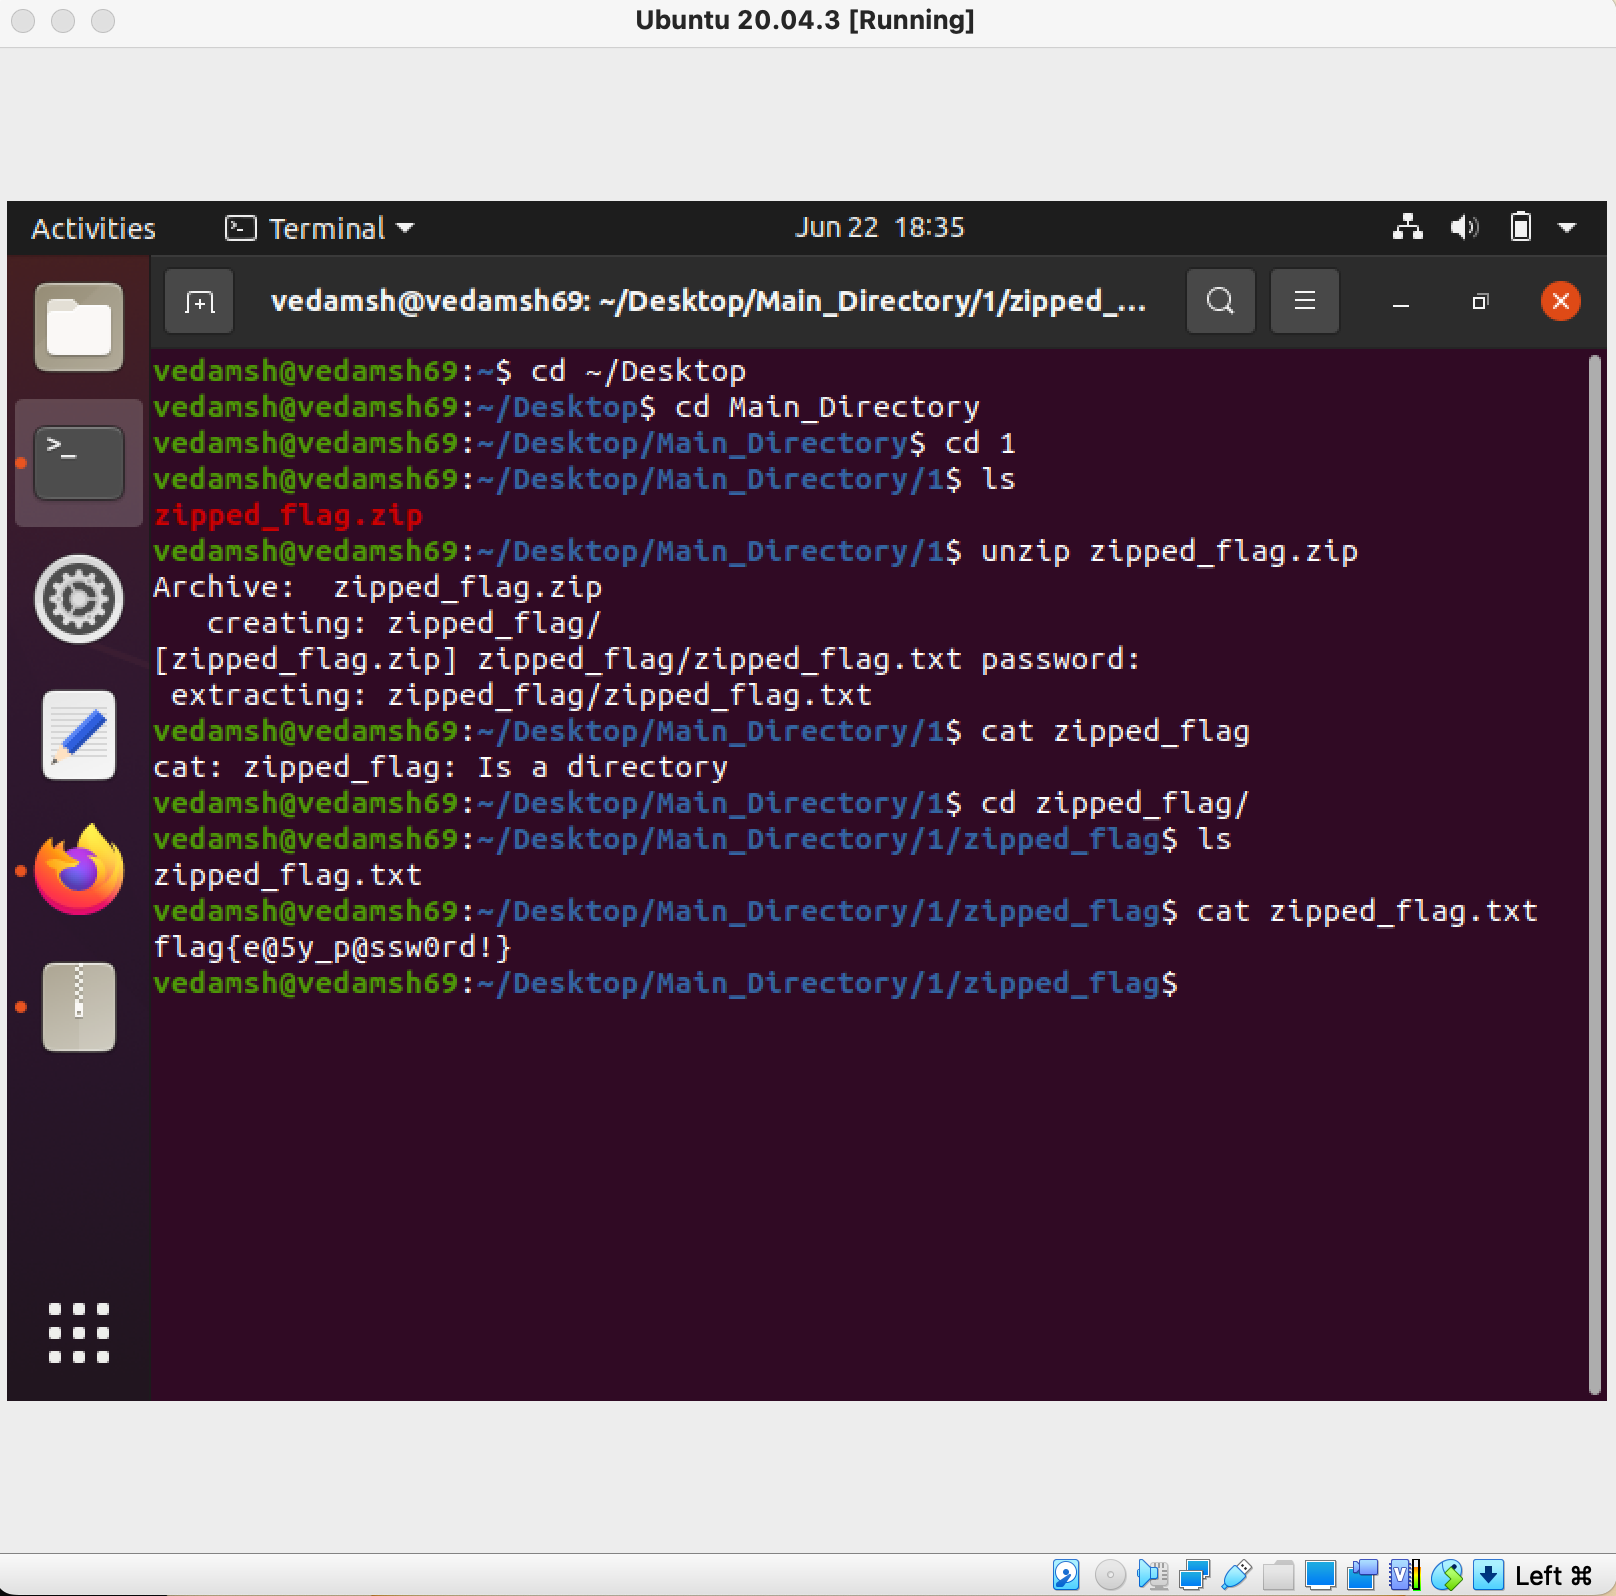 Ubuntu 20.04.3 [Running]
Activities Terminal Jun 22 18:35
vedamsh@vedamsh69: ~/Desktop/Main_Directory/1/zipped_...
vedamsh@vedamsh69:~$ cd ~/Desktop
vedamsh@vedamsh69:~/Desktop$ cd Main_Directory
vedamsh@vedamsh69:~/Desktop/Main_Directory$ cd 1
vedamsh@vedamsh69:~/Desktop/Main_Directory/1$ ls
zipped_flag.zip
vedamsh@vedamsh69:~/Desktop/Main_Directory/1$ unzip zipped_flag.zip
Archive:  zipped_flag.zip
   creating: zipped_flag/
[zipped_flag.zip] zipped_flag/zipped_flag.txt password:
 extracting: zipped_flag/zipped_flag.txt
vedamsh@vedamsh69:~/Desktop/Main_Directory/1$ cat zipped_flag
cat: zipped_flag: Is a directory
vedamsh@vedamsh69:~/Desktop/Main_Directory/1$ cd zipped_flag/
vedamsh@vedamsh69:~/Desktop/Main_Directory/1/zipped_flag$ ls
zipped_flag.txt
vedamsh@vedamsh69:~/Desktop/Main_Directory/1/zipped_flag$ cat zipped_flag.txt
flag{e@5y_p@ssw0rd!}
vedamsh@vedamsh69:~/Desktop/Main_Directory/1/zipped_flag$
Left ⌘